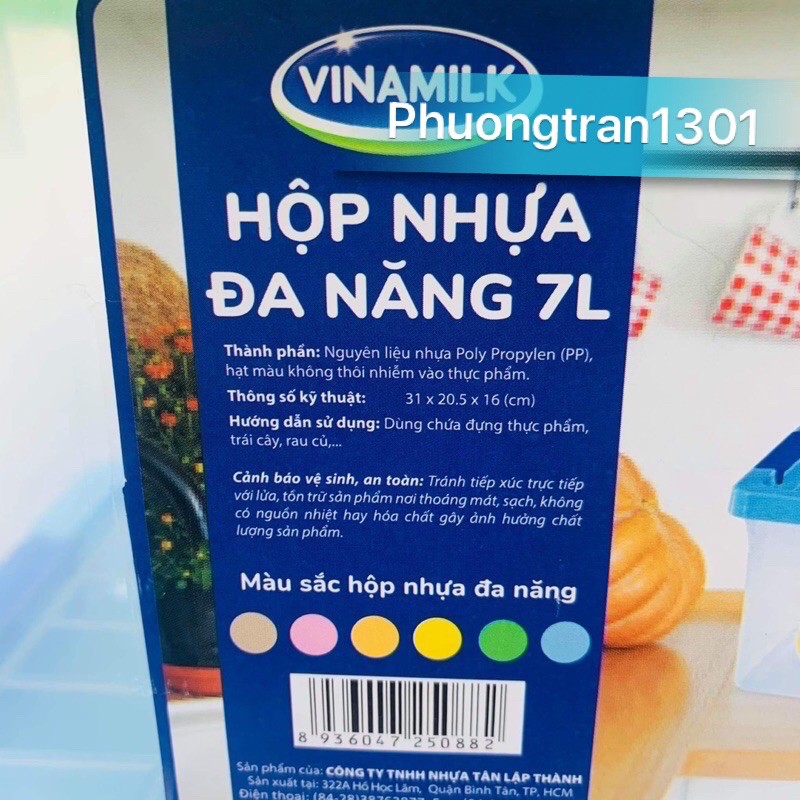 VINAMILK
Phuongtran1301
HỘP NHỰA
ĐA NĂNG 7L
Thành phần: Nguyên liệu nhựa Poly Propylen (PP),
hạt màu không thôi nhiễm vào thực phẩm.
Thông số kỹ thuật: 31 x 20.5 x 16 (cm)
Hướng dẫn sử dụng: Dùng chứa đựng thực phẩm,
trái cây, rau củ,...
Cảnh báo vệ sinh, an toàn: Tránh tiếp xúc trực tiếp
với lửa, tồn trữ sản phẩm nơi thoáng mát, sạch, không
có nguồn nhiệt hay hóa chất gây ảnh hưởng chất
lượng sản phẩm.
Màu sắc hộp nhựa đa năng
8 936047 250882
Sản phẩm của: CÔNG TY TNHH NHỰA TÂN LẬP THÀNH
Sản xuất tại: 322A Hồ Học Lãm, Quận Bình Tân, TP, HCM
Điện thoại: